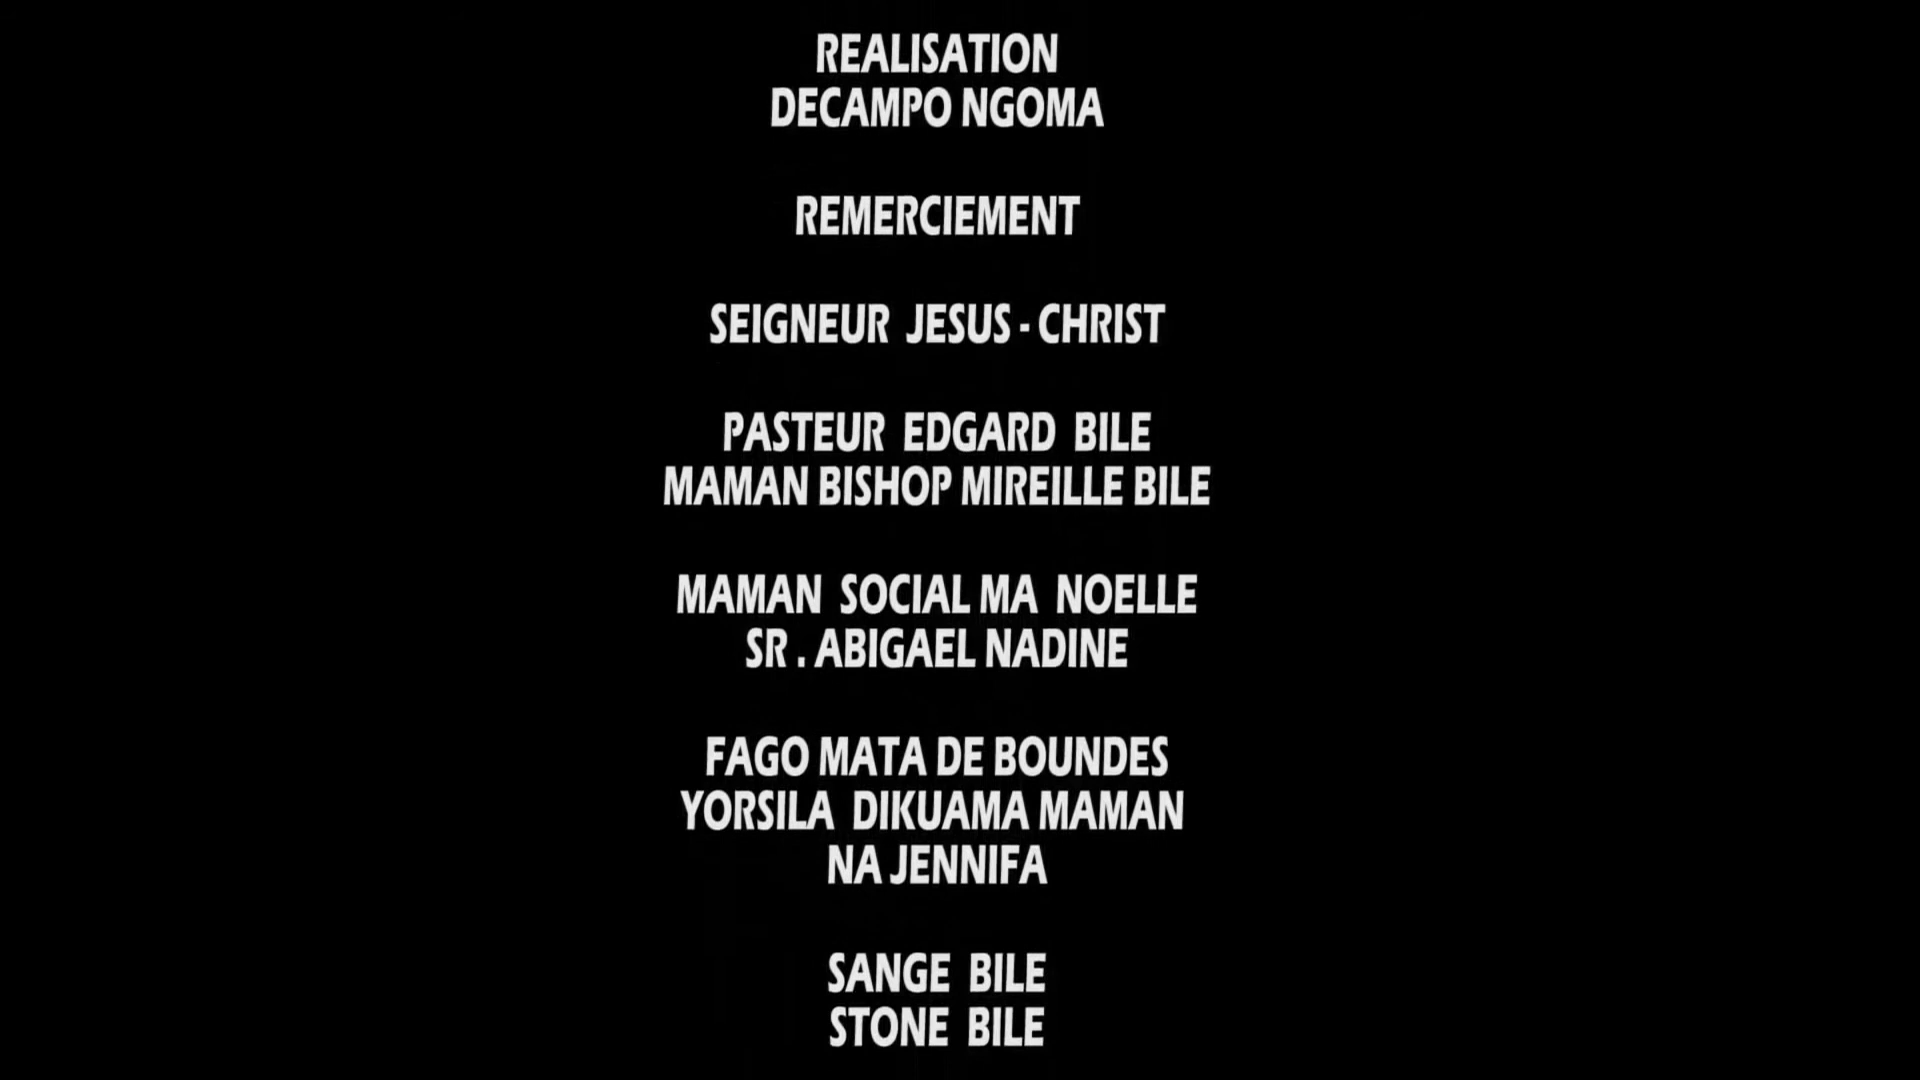 REALISATION
DECAMPO NGOMA
REMERCIEMENT
SEIGNEUR JESUS - CHRIST
PASTEUR EDGARD BILE
MAMAN BISHOP MIREILLE BILE
MAMAN SOCIAL MA NOELLE
SR . ABIGAEL NADINE
FAGO MATA DE BOUNDES
YORSILA DIKUAMA MAMAN
NA JENNIFA
SANGE BILE
STONE BILE